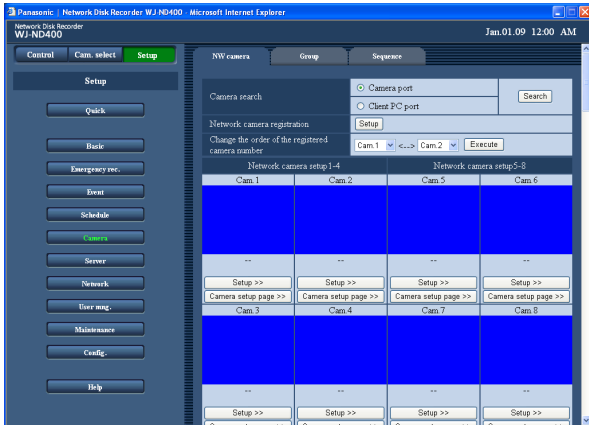 Panasonic | Network Disk Recorder WJ-ND400 - Microsoft Internet Explorer
Network Disk Recorder
WJ-ND400
Jan.01.09 12:00 AM
Control Cam. select Setup
NW camera Group Sequence
Setup
Quick
Basic
Emergency rec.
Event
Schedule
Camera
Server
Network
User mng.
Maintenance
Config.
Help
Camera search
Camera port
Client PC port
Search
Network camera registration
Setup
Change the order of the registered
camera number
Cam.1 <---> Cam.2 Execute
Network camera setup1-4 Network camera setup5-8
Cam.1 Cam.2 Cam.5 Cam.6
-- -- -- --
Setup >> Setup >> Setup >> Setup >>
Camera setup page >> Camera setup page >> Camera setup page >> Camera setup page >>
Cam.3 Cam.4 Cam.7 Cam.8
-- -- -- --
Setup >> Setup >> Setup >> Setup >>